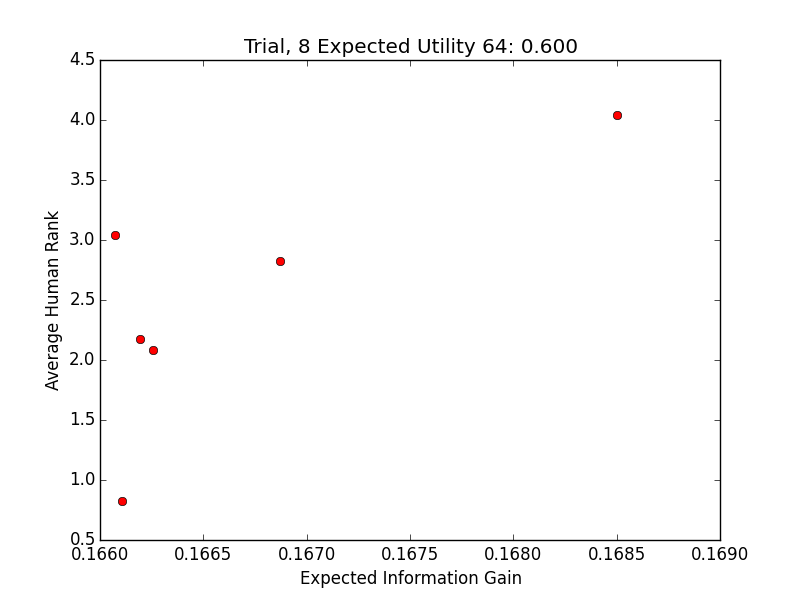 Trial, 8 Expected Utility 64: 0.600
4.5
4.0
3.5
3.0
2.5
2.0
1.5
1.0
0.5
Average Human Rank
0.1660 0.1665 0.1670 0.1675 0.1680 0.1685 0.1690
Expected Information Gain